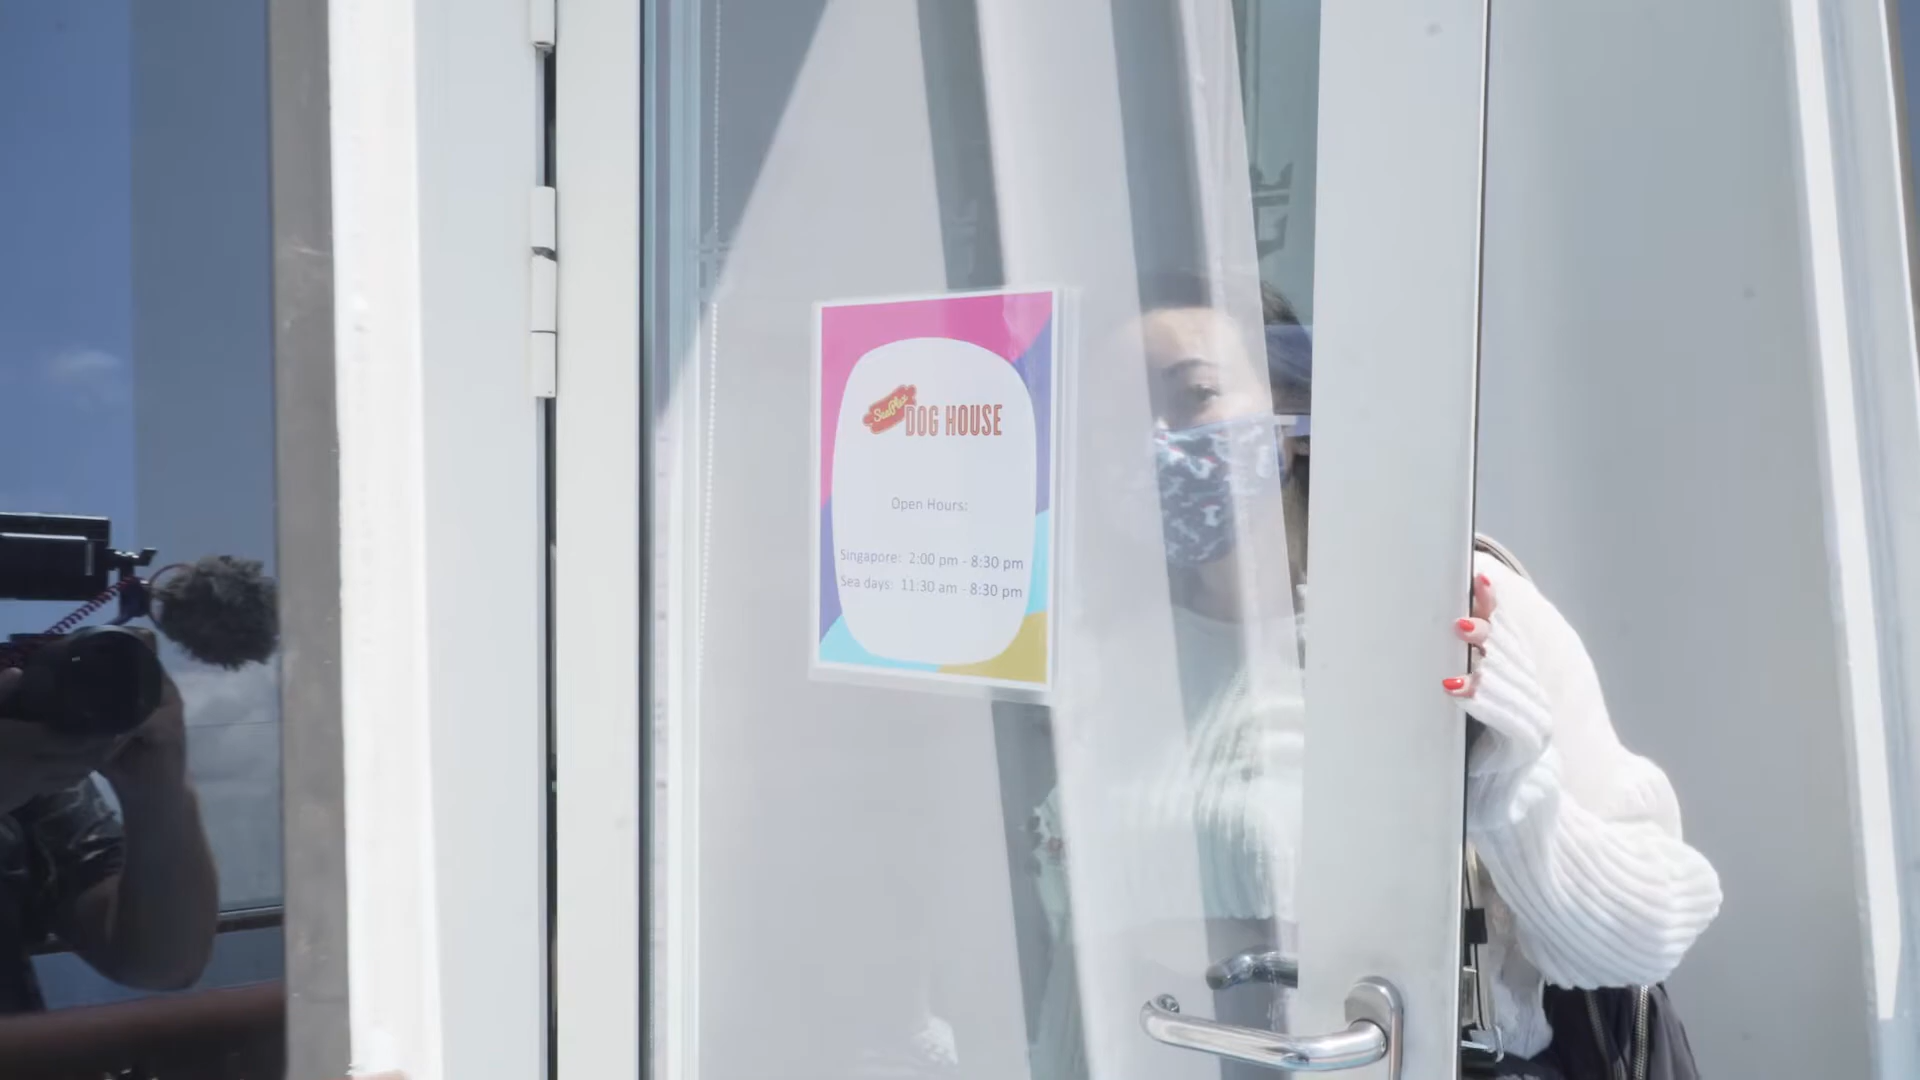 SeaPlex
DOG HOUSE
Open Hours:
Singapore: 2:00 pm - 8:30 pm
Sea days: 11:30 am - 8:30 pm